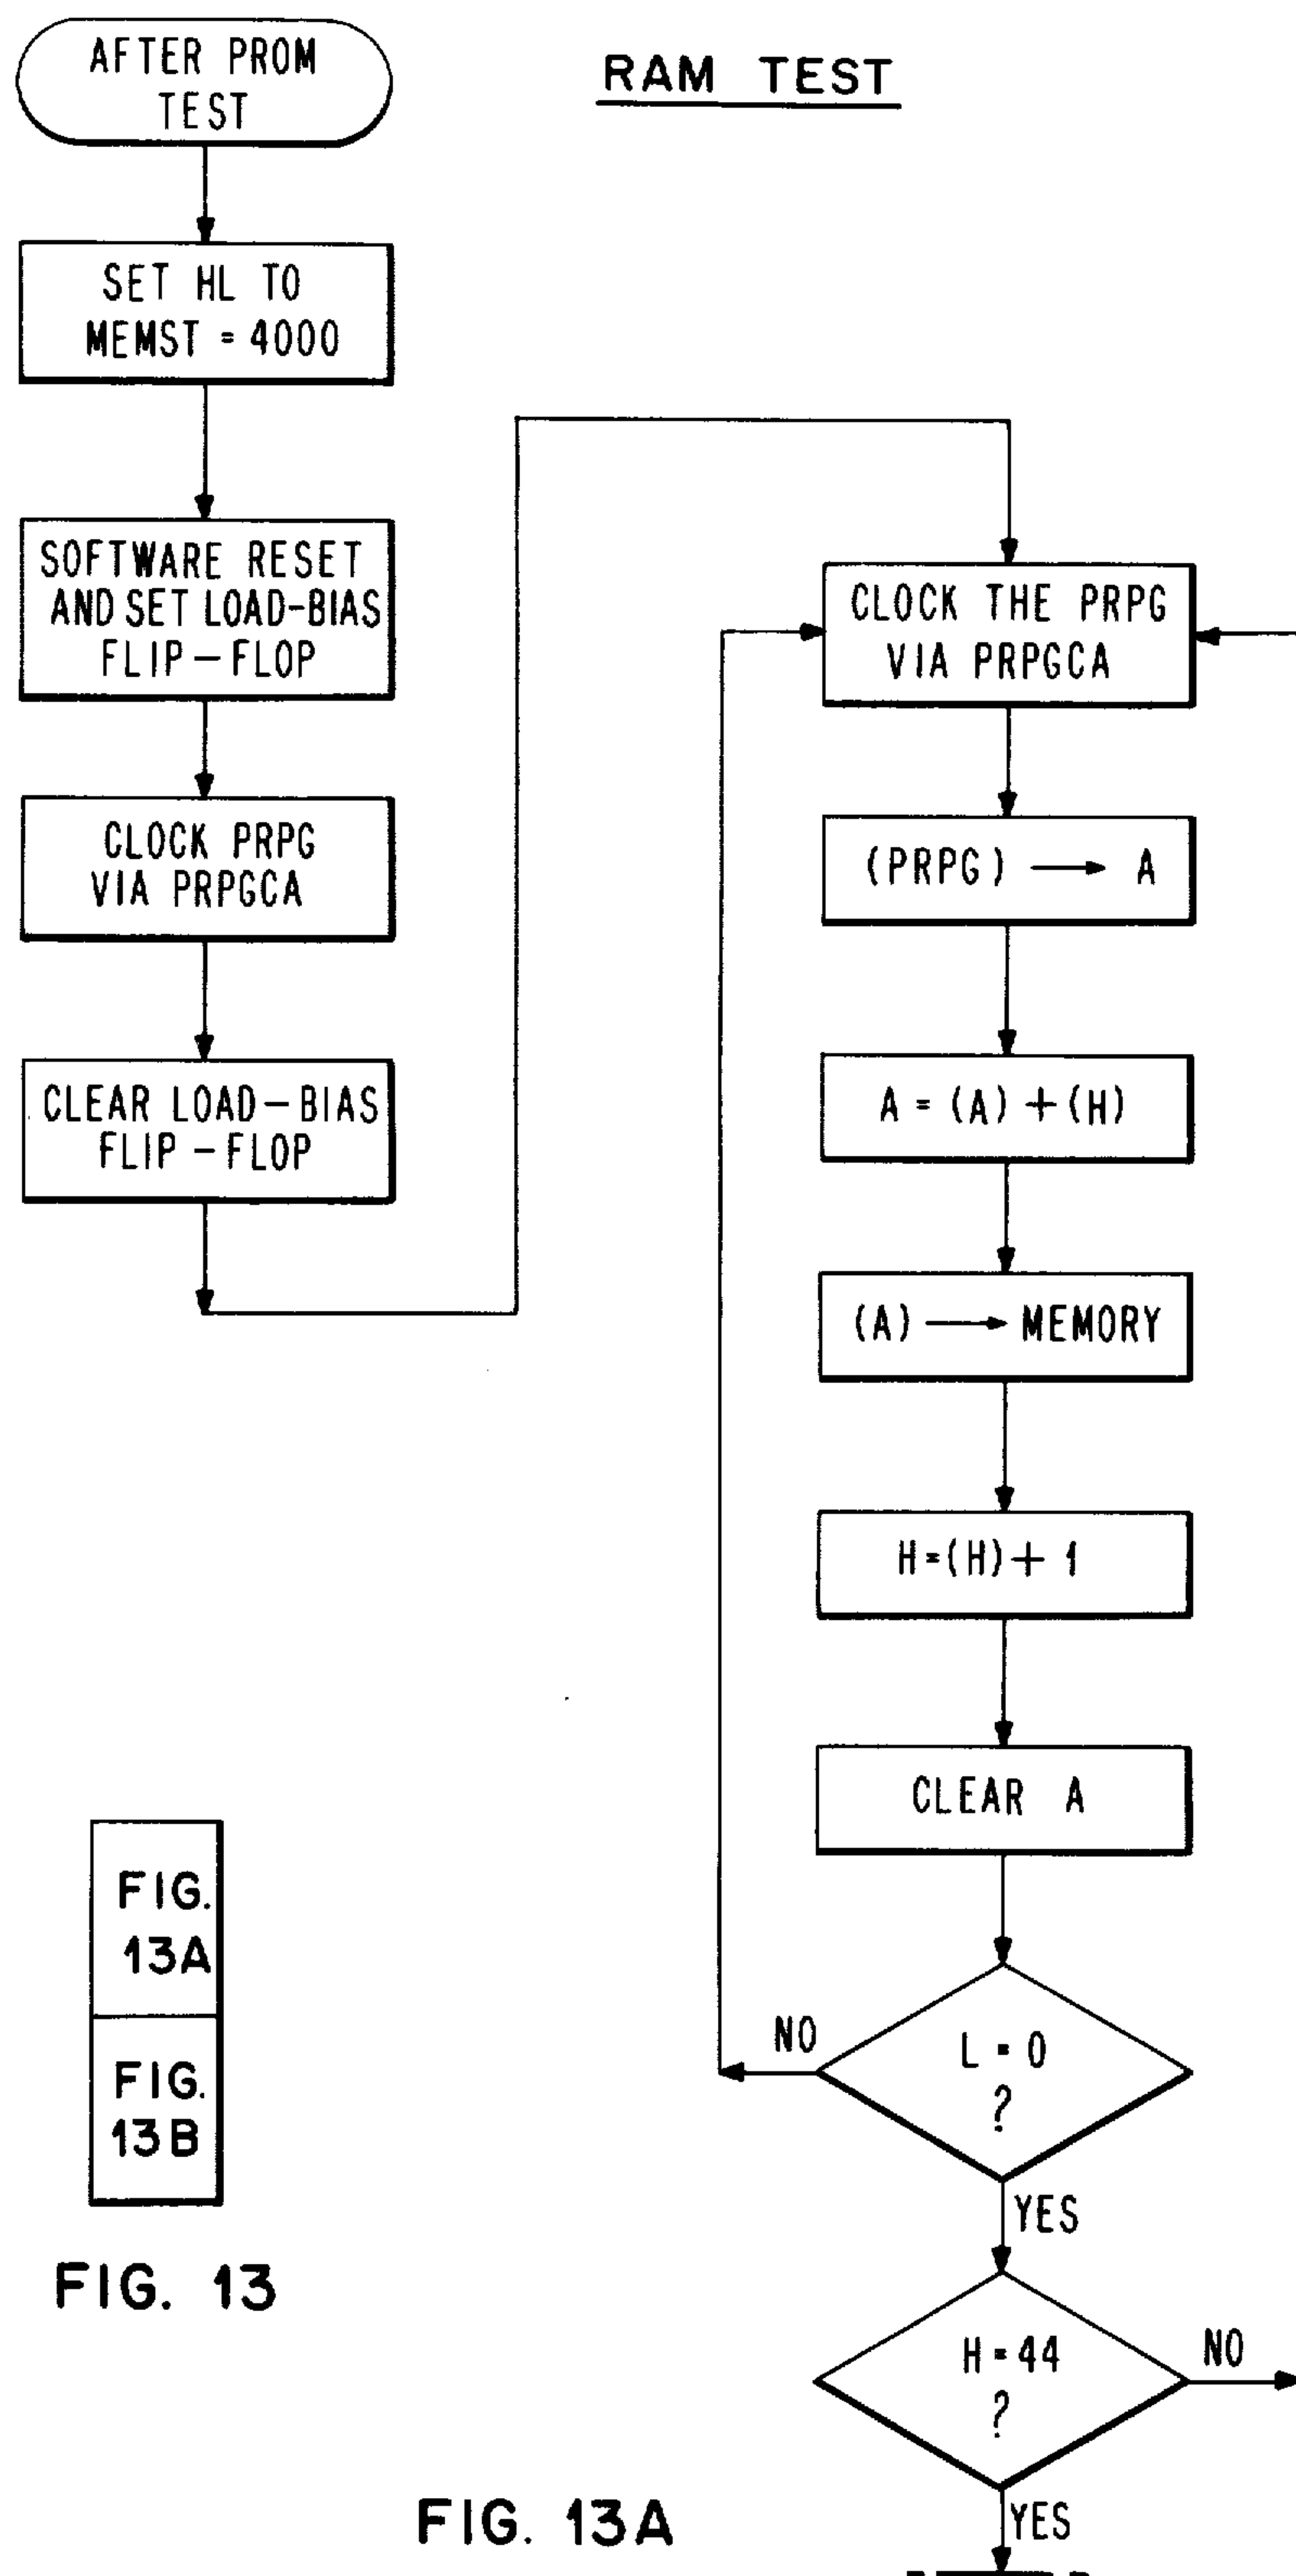 AFTER PROM
TEST
RAM TEST
SET HL TO
MEMST = 4000
SOFTWARE RESET
AND SET LOAD-BIAS
FLIP-FLOP
CLOCK PRPG
VIA PRPGCA
CLEAR LOAD-BIAS
FLIP-FLOP
CLOCK THE PRPG
VIA PRPGCA
(PRPG) → A
A = (A) + (H)
(A) → MEMORY
H = (H) + 1
CLEAR A
L = 0
?
NO
YES
H = 44
?
NO
YES
FIG.
13A
FIG.
13B
FIG. 13
FIG. 13A